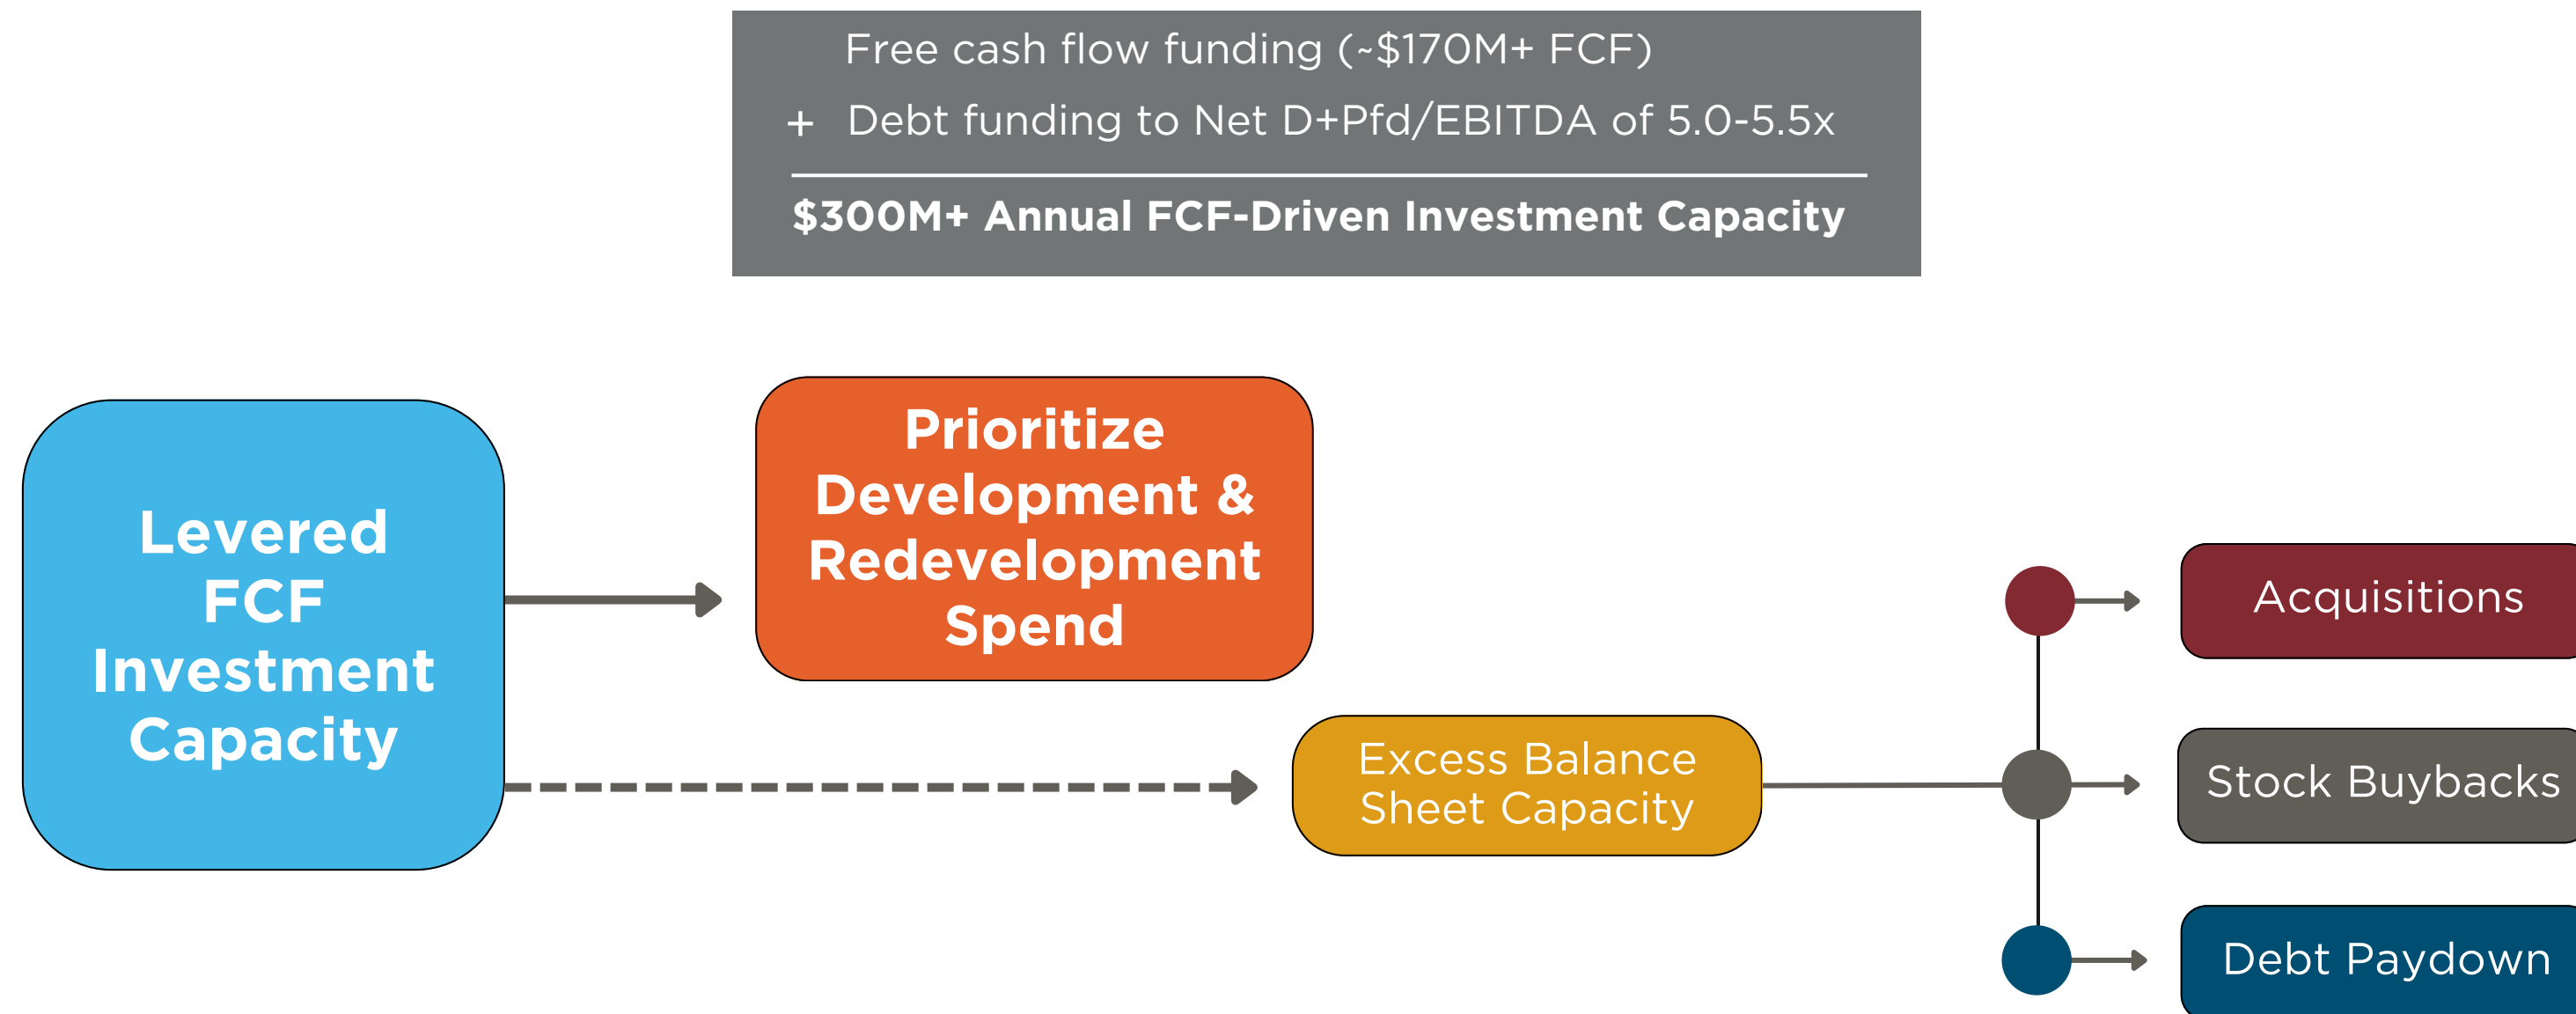 Free cash flow funding (~$170M+ FCF)
+ Debt funding to Net D+Pfd/EBITDA of 5.0-5.5x
$300M+ Annual FCF-Driven Investment Capacity
Levered
FCF
Investment
Capacity
Prioritize
Development &
Redevelopment
Spend
Excess Balance
Sheet Capacity
Acquisitions
Stock Buybacks
Debt Paydown